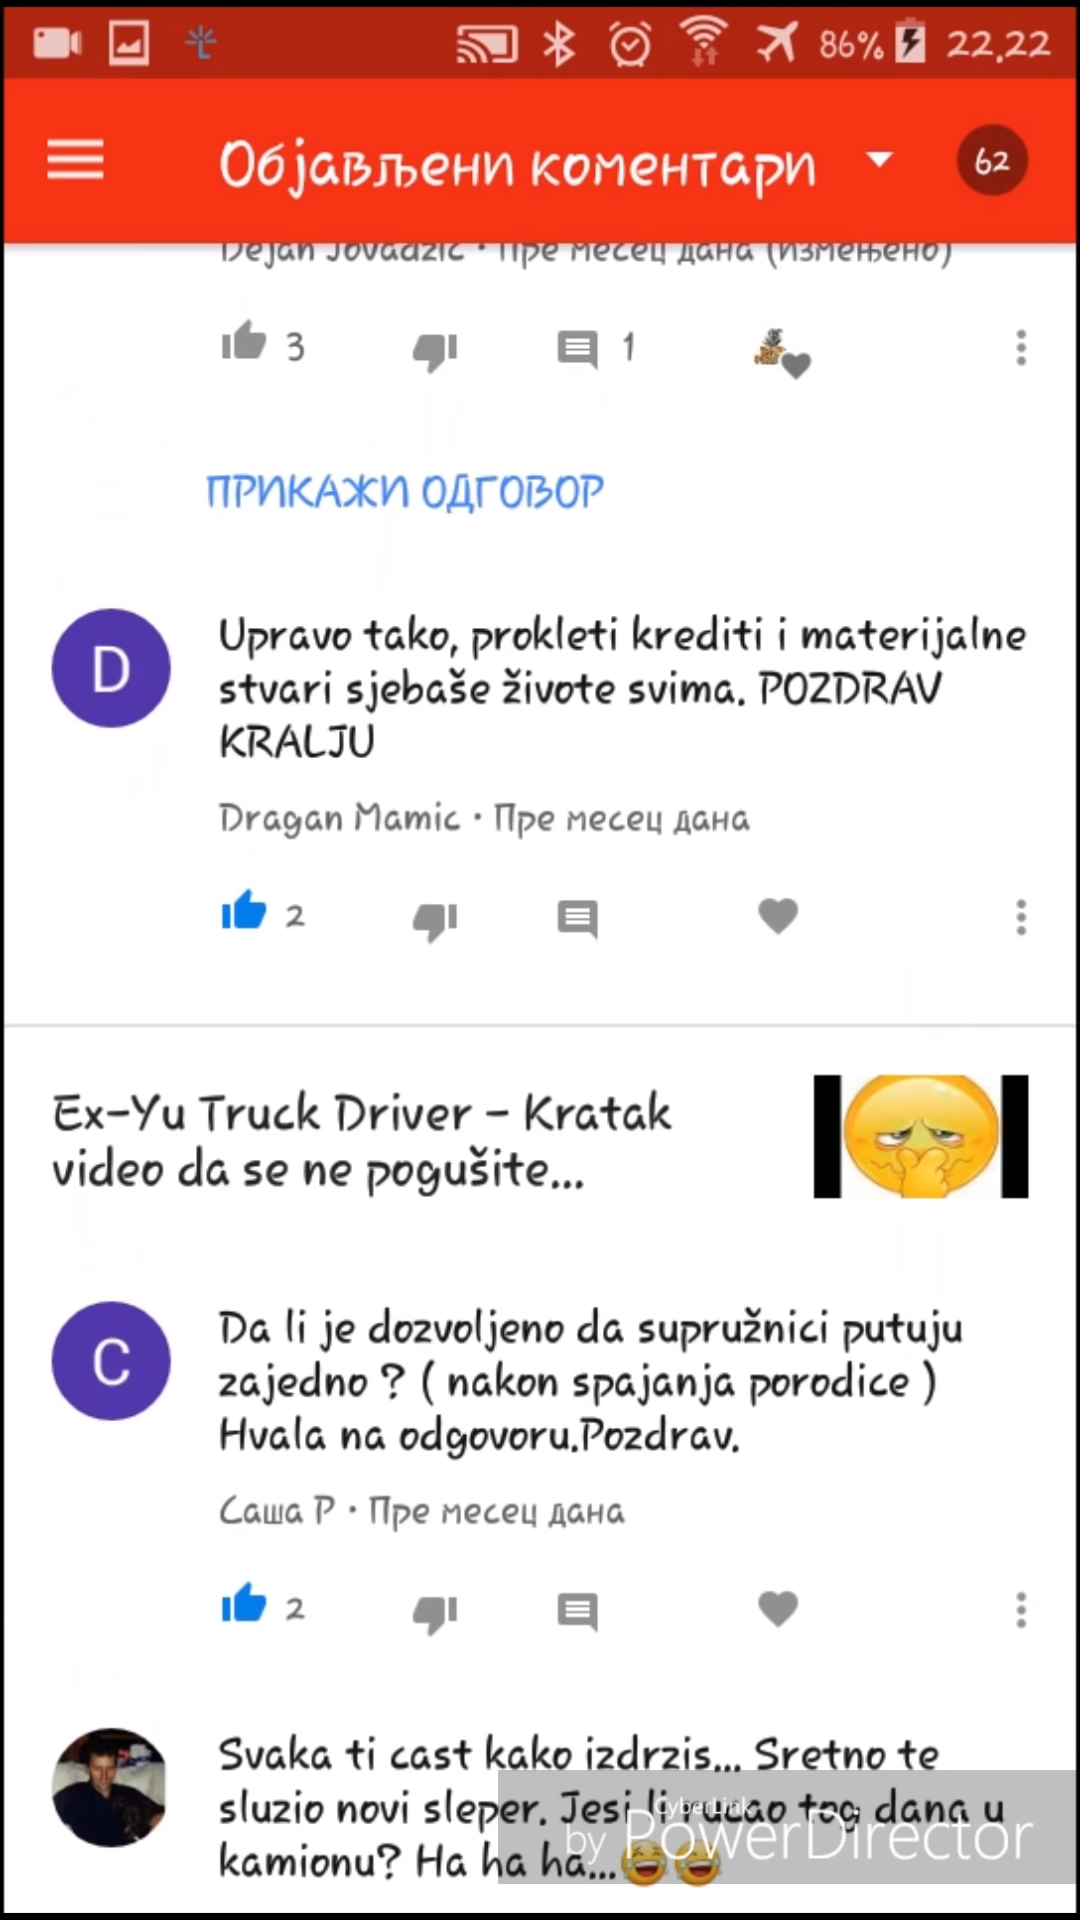 86% 22.22
Објављени коментари 62
Dejan Jovadzic • Пре месец дана (измењено)
3 1
ПРИКАЖИ ОДГОВОР
D
Upravo tako, prokleti krediti i materijalne
stvari sjebaše živote svima. POZDRAV
KRALJU
Dragan Mamic • Пре месец дана
2
Ex-Yu Truck Driver - Kratak
video da se ne pogušite...
С
Da li je dozvoljeno da supružnici putuju
zajedno ? ( nakon spajanja porodice )
Hvala na odgovoru.Pozdrav.
Саша Р • Пре месец дана
2
Svaka ti cast kako izdrzis... Sretno te
sluzio novi sleper. Jesi li rucao tog dana u
kamionu? Ha ha ha...😂😂
CyberLink
by PowerDirector